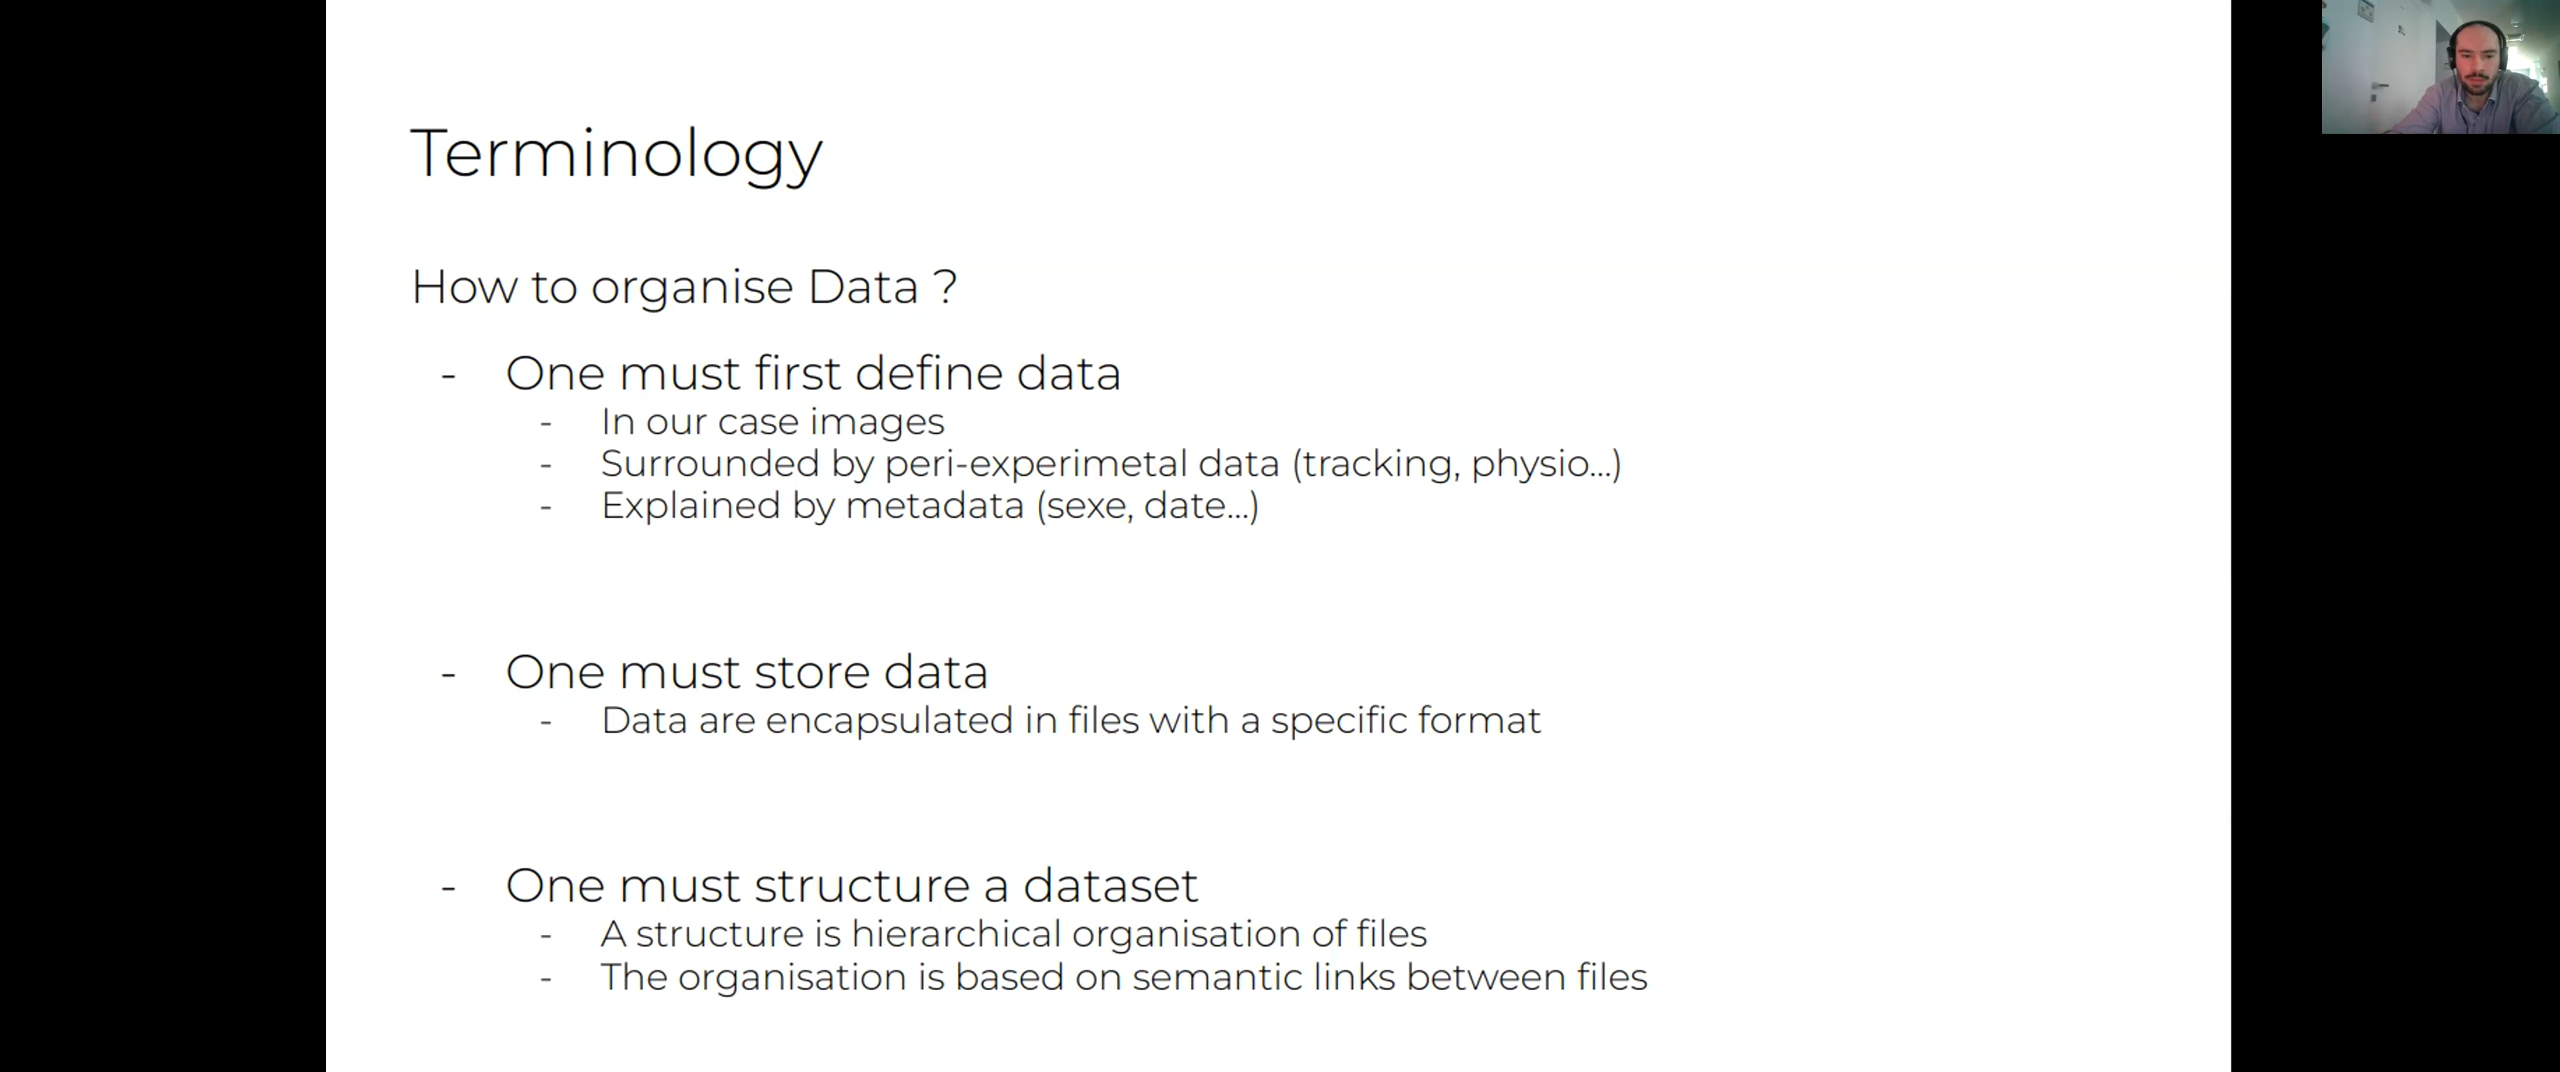 Terminology
How to organise Data ?
- One must first define data
- In our case images
- Surrounded by peri-experimetal data (tracking, physio...)
- Explained by metadata (sexe, date...)
- One must store data
- Data are encapsulated in files with a specific format
- One must structure a dataset
- A structure is hierarchical organisation of files
- The organisation is based on semantic links between files